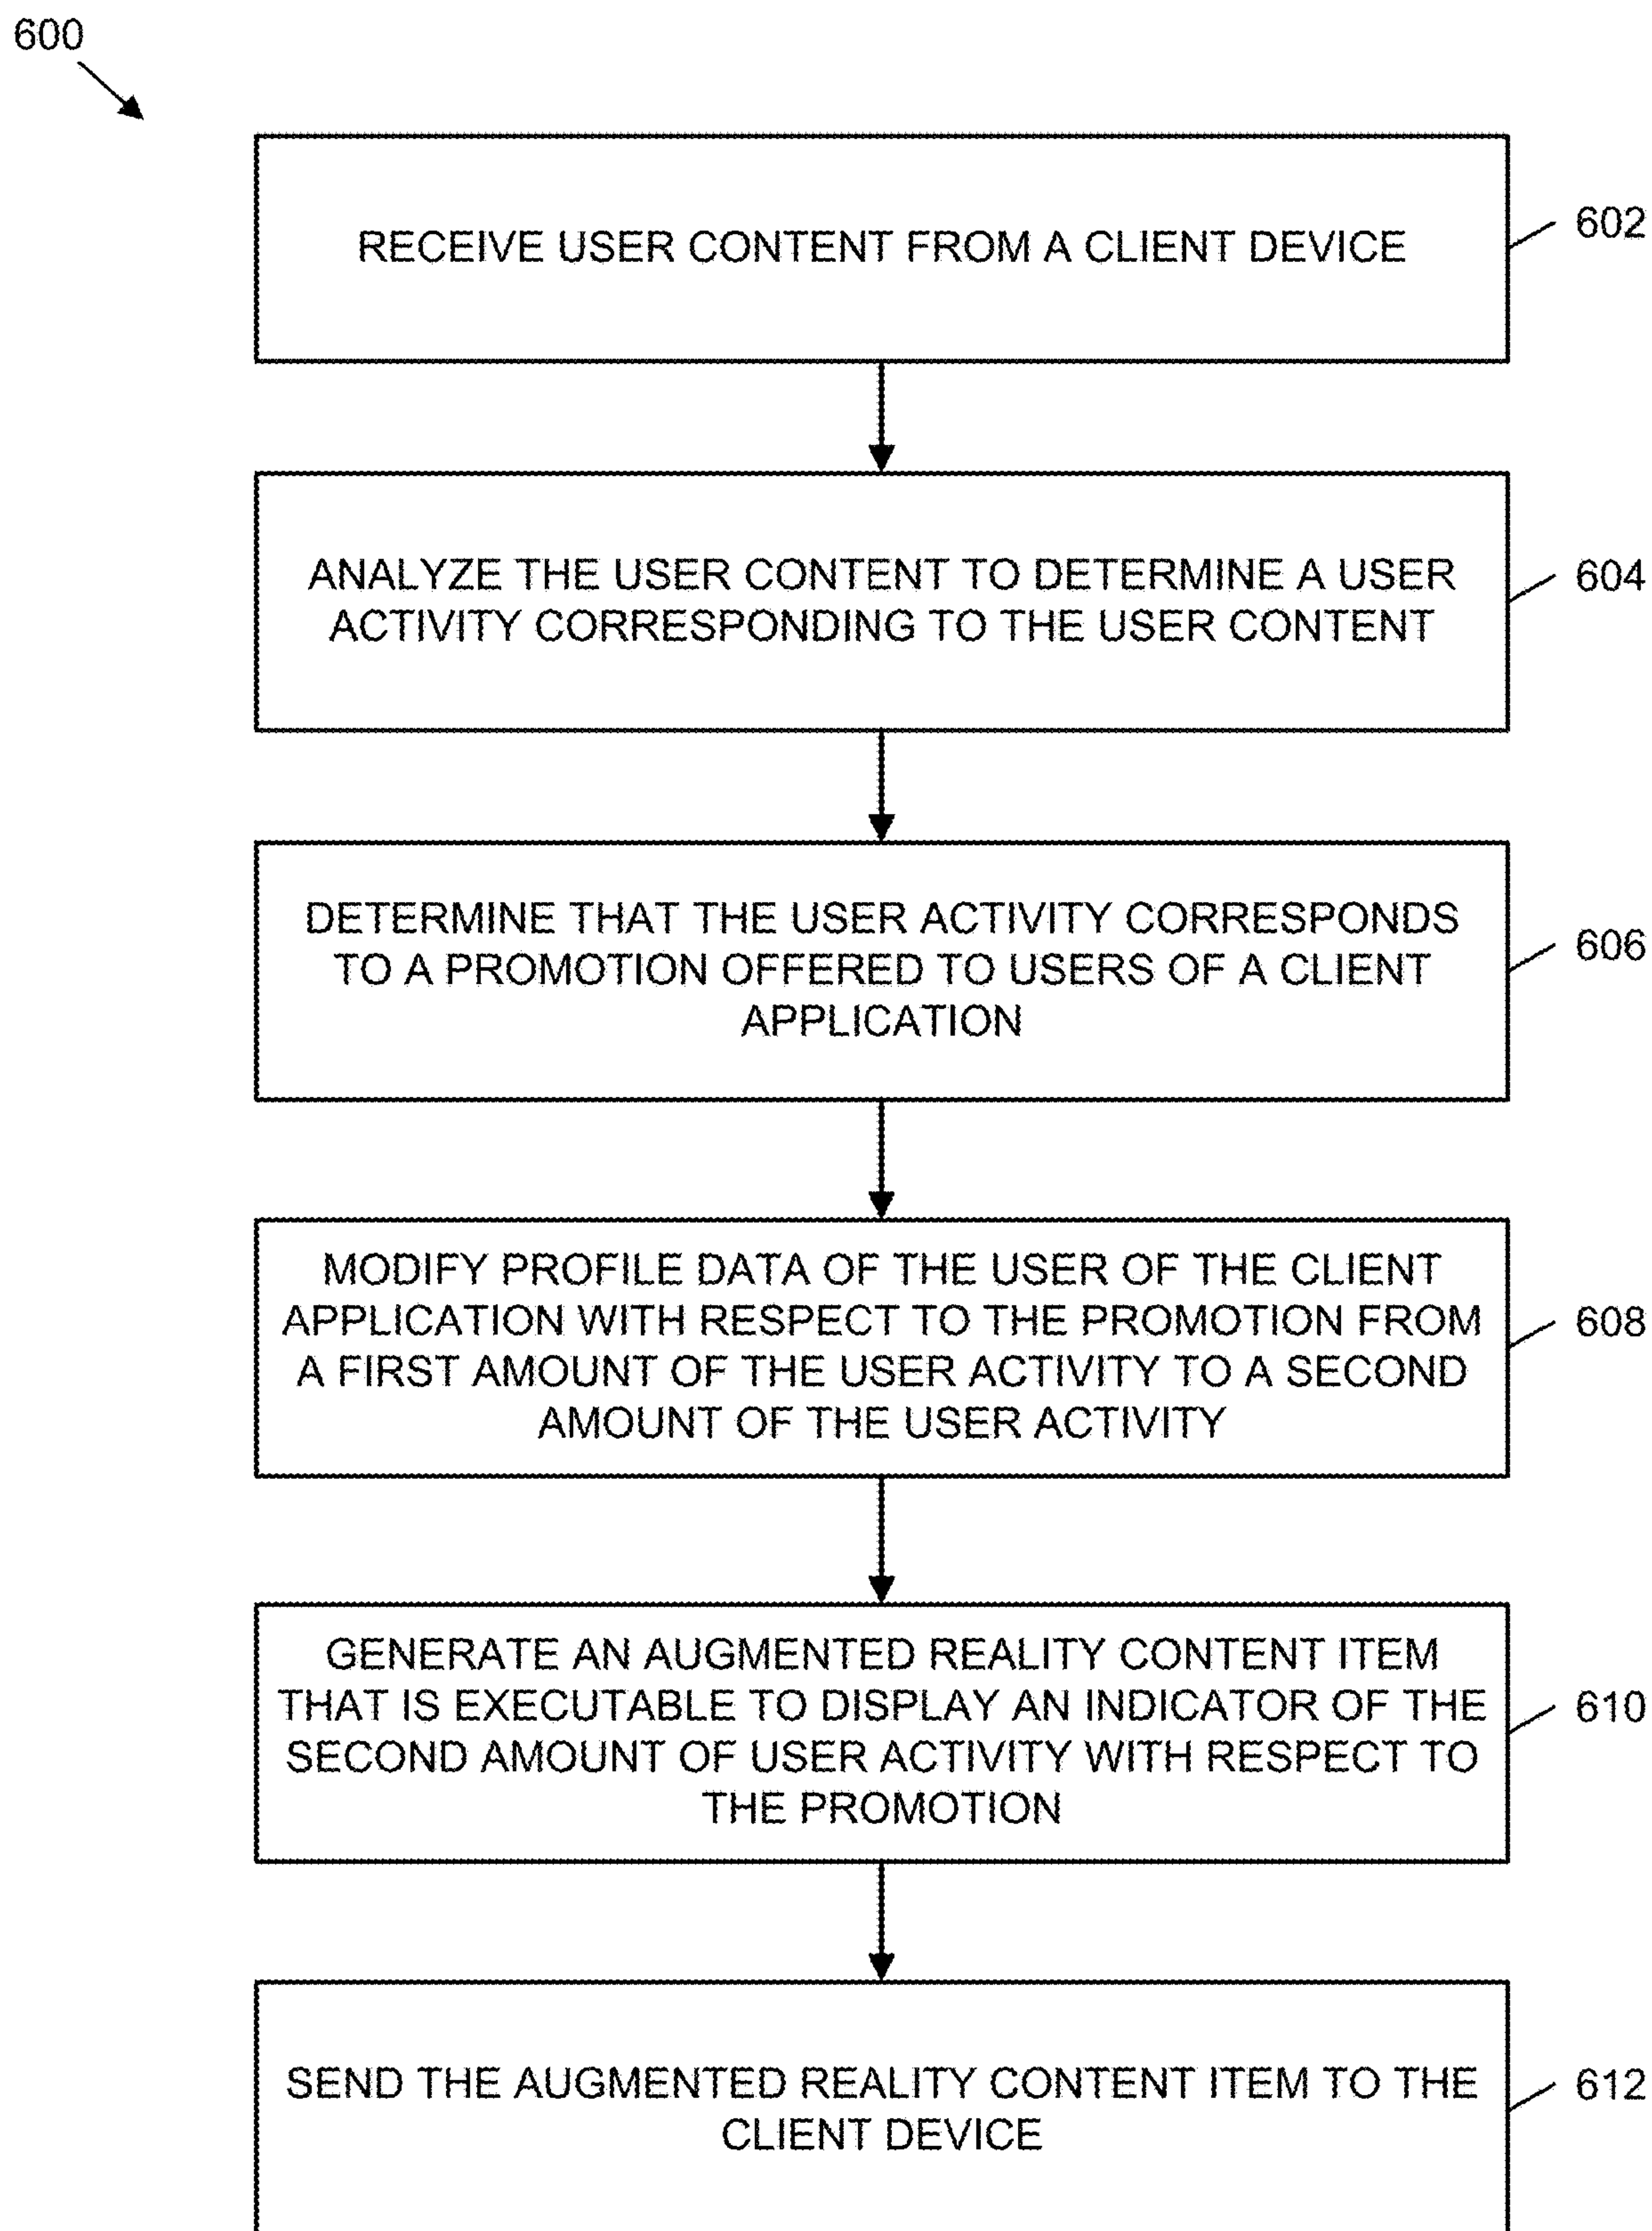 600
RECEIVE USER CONTENT FROM A CLIENT DEVICE
602
ANALYZE THE USER CONTENT TO DETERMINE A USER
ACTIVITY CORRESPONDING TO THE USER CONTENT
604
DETERMINE THAT THE USER ACTIVITY CORRESPONDS
TO A PROMOTION OFFERED TO USERS OF A CLIENT
APPLICATION
606
MODIFY PROFILE DATA OF THE USER OF THE CLIENT
APPLICATION WITH RESPECT TO THE PROMOTION FROM
A FIRST AMOUNT OF THE USER ACTIVITY TO A SECOND
AMOUNT OF THE USER ACTIVITY
608
GENERATE AN AUGMENTED REALITY CONTENT ITEM
THAT IS EXECUTABLE TO DISPLAY AN INDICATOR OF THE
SECOND AMOUNT OF USER ACTIVITY WITH RESPECT TO
THE PROMOTION
610
SEND THE AUGMENTED REALITY CONTENT ITEM TO THE
CLIENT DEVICE
612